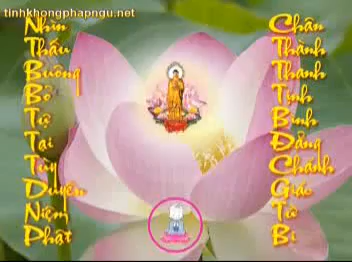 tinhkhongphapngu.net
Nhìn
Thấu
Buông
Bỏ
Tự
Tại
Tùy
Duyên
Niệm
Phật
Chân
Thành
Thanh
Tịnh
Bình
Đẳng
Chánh
Giác
Từ
Bi